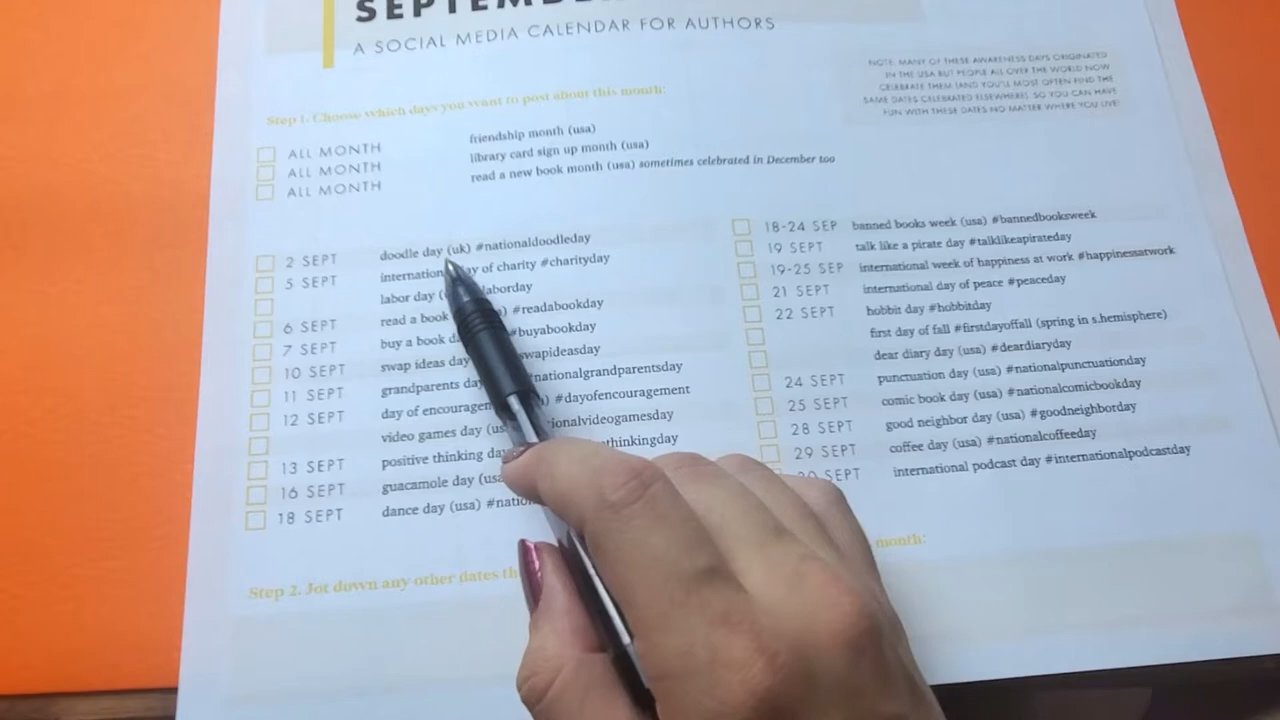 A SOCIAL MEDIA CALENDAR FOR AUTHORS
NOTE: MANY OF THESE AWARENESS DAYS ORIGINATED
IN THE USA BUT PEOPLE ALL OVER THE WORLD NOW
CELEBRATE THEM (AND YOU'LL MOST OFTEN FIND THE
SAME DATES CELEBRATED ELSEWHERE), SO YOU CAN HAVE
FUN WITH THESE DATES NO MATTER WHERE YOU LIVE!
Step 1. Choose which days you want to post about this month:
ALL MONTH friendship month (usa)
ALL MONTH library card sign up month (usa)
ALL MONTH read a new book month (usa) sometimes celebrated in December too
2 SEPT doodle day (uk) #nationaldoodleday
5 SEPT day of charity #charityday
labor day
6 SEPT read a book #readabookday
7 SEPT buy a book #buyabookday
10 SEPT swap ideas day
11 SEPT grandparents day #nationalgrandparentsday
12 SEPT day of #dayofencouragement
video games day
13 SEPT positive thinking
16 SEPT guacamole day
18 SEPT dance day (usa)
18-24 SEP banned books week (usa) #bannedbooksweek
19 SEPT talk like a pirate day #talklikeapirateday
19-25 SEP international week of happiness at work #happinessatwork
21 SEPT international day of peace #peaceday
22 SEPT hobbit day #hobbitday
first day of fall #firstdayoffall (spring in s.hemisphere)
dear diary day (usa) #deardiaryday
24 SEPT punctuation day (usa) #nationalpunctuationday
25 SEPT comic book day (usa) #nationalcomicbookday
28 SEPT good neighbor day (usa) #goodneighborday
29 SEPT coffee day (usa) #nationalcoffeeday
30 SEPT international podcast day #internationalpodcastday
Step 2. Jot down any other dates month: